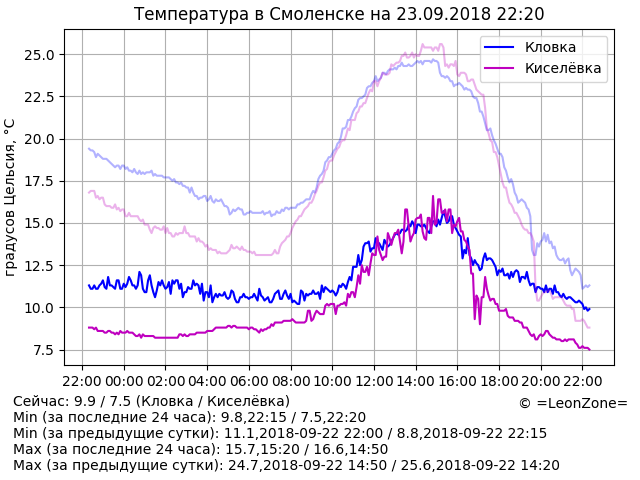 Температура в Смоленске на 23.09.2018 22:20
градусов Цельсия, °C
25.0
22.5
20.0
17.5
15.0
12.5
10.0
7.5
Кловка
Киселёвка
22:00 00:00 02:00 04:00 06:00 08:00 10:00 12:00 14:00 16:00 18:00 20:00 22:00
Сейчас: 9.9 / 7.5 (Кловка / Киселёвка)
© =LeonZone=
Min (за последние 24 часа): 9.8,22:15 / 7.5,22:20
Min (за предыдущие сутки): 11.1,2018-09-22 22:00 / 8.8,2018-09-22 22:15
Max (за последние 24 часа): 15.7,15:20 / 16.6,14:50
Max (за предыдущие сутки): 24.7,2018-09-22 14:50 / 25.6,2018-09-22 14:20